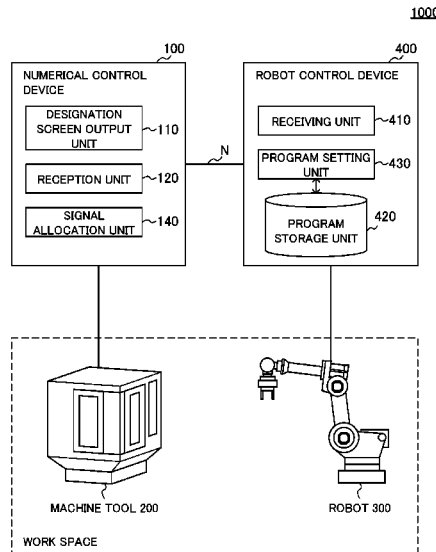 1000
100
400
NUMERICAL CONTROL
DEVICE
DESIGNATION
SCREEN OUTPUT
UNIT
110
RECEPTION UNIT
120
SIGNAL
ALLOCATION UNIT
140
N
ROBOT CONTROL DEVICE
RECEIVING UNIT
410
PROGRAM SETTING
UNIT
430
PROGRAM
STORAGE UNIT
420
MACHINE TOOL 200
ROBOT 300
WORK SPACE